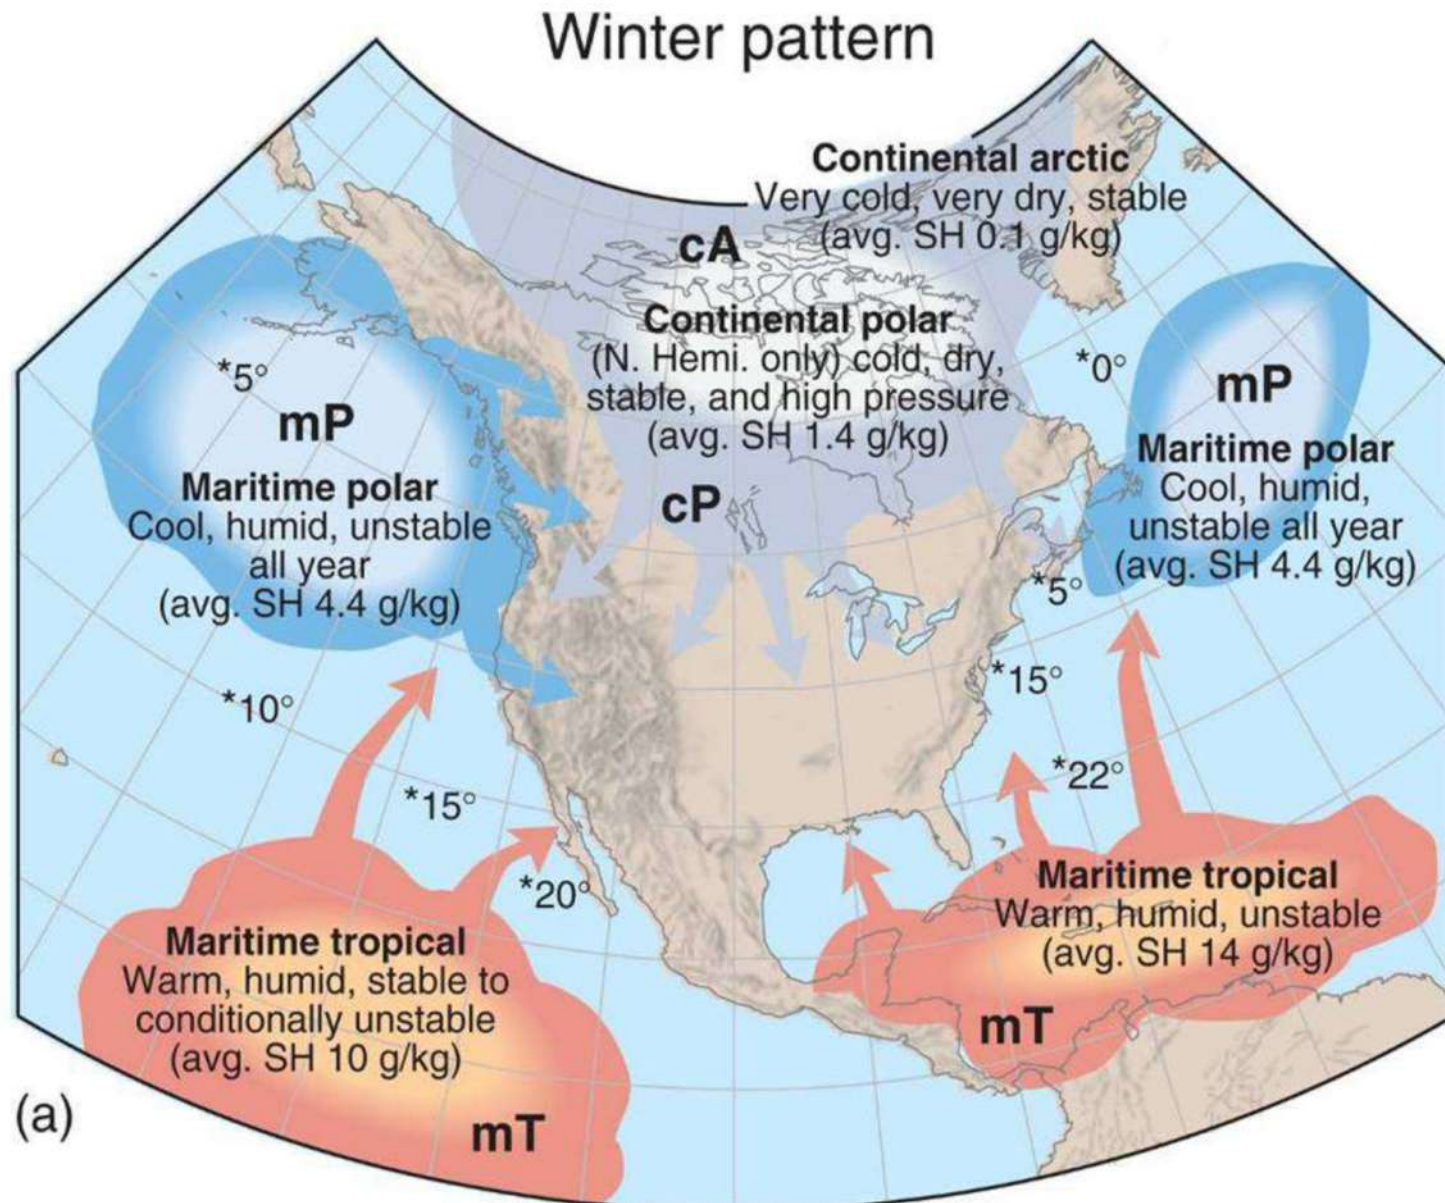 Winter pattern
Continental arctic
Very cold, very dry, stable
(avg. SH 0.1 g/kg)
cA
Continental polar
(N. Hemi. only) cold, dry,
stable, and high pressure
(avg. SH 1.4 g/kg)
cP
*5°
mP
Maritime polar
Cool, humid, unstable
all year
(avg. SH 4.4 g/kg)
*0°
mP
Maritime polar
Cool, humid,
unstable all year
(avg. SH 4.4 g/kg)
*5°
*15°
*22°
*10°
*15°
*20°
Maritime tropical
Warm, humid, stable to
conditionally unstable
(avg. SH 10 g/kg)
mT
Maritime tropical
Warm, humid, unstable
(avg. SH 14 g/kg)
mT
(a)